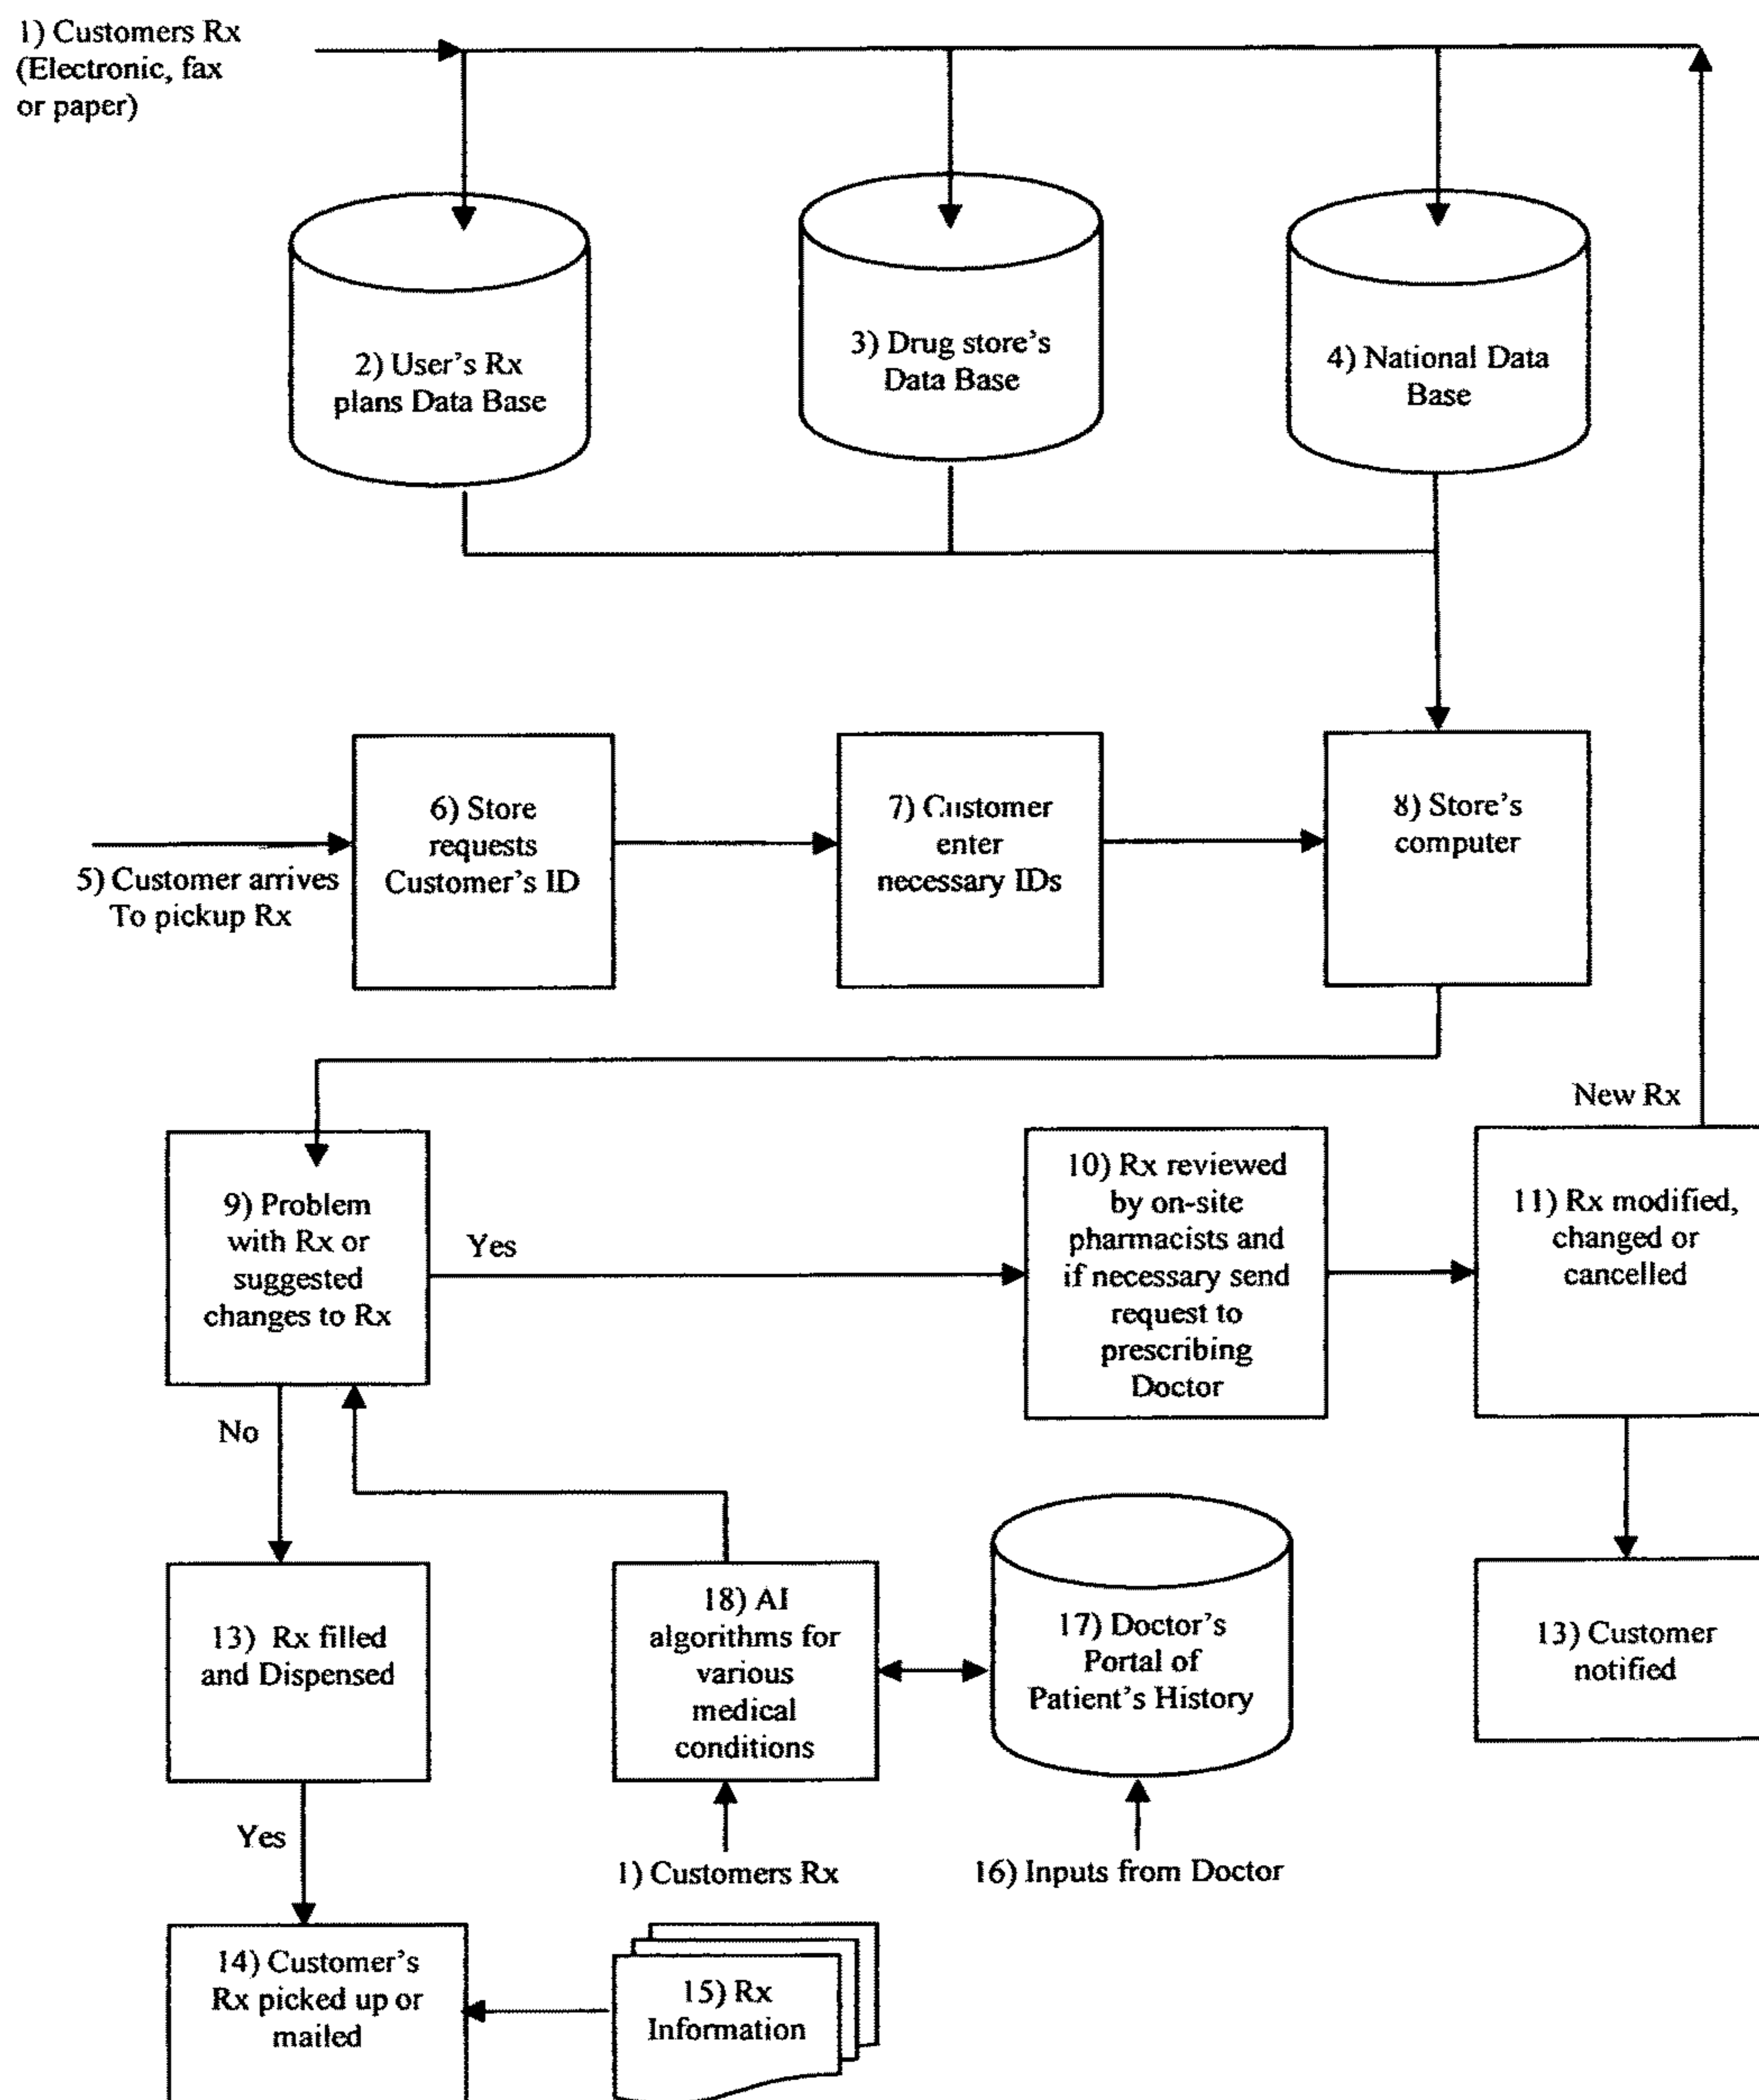 1) Customers Rx
(Electronic, fax
or paper)
2) User's Rx
plans Data Base
3) Drug store's
Data Base
4) National Data
Base
5) Customer arrives
To pickup Rx
6) Store
requests
Customer's ID
7) Customer
enter
necessary IDs
8) Store's
computer
9) Problem
with Rx or
suggested
changes to Rx
Yes
10) Rx reviewed
by on-site
pharmacists and
if necessary send
request to
prescribing
Doctor
New Rx
11) Rx modified,
changed or
cancelled
No
13) Rx filled
and Dispensed
18) AI
algorithms for
various
medical
conditions
17) Doctor's
Portal of
Patient's History
13) Customer
notified
Yes
1) Customers Rx
16) Inputs from Doctor
14) Customer's
Rx picked up or
mailed
15) Rx
Information